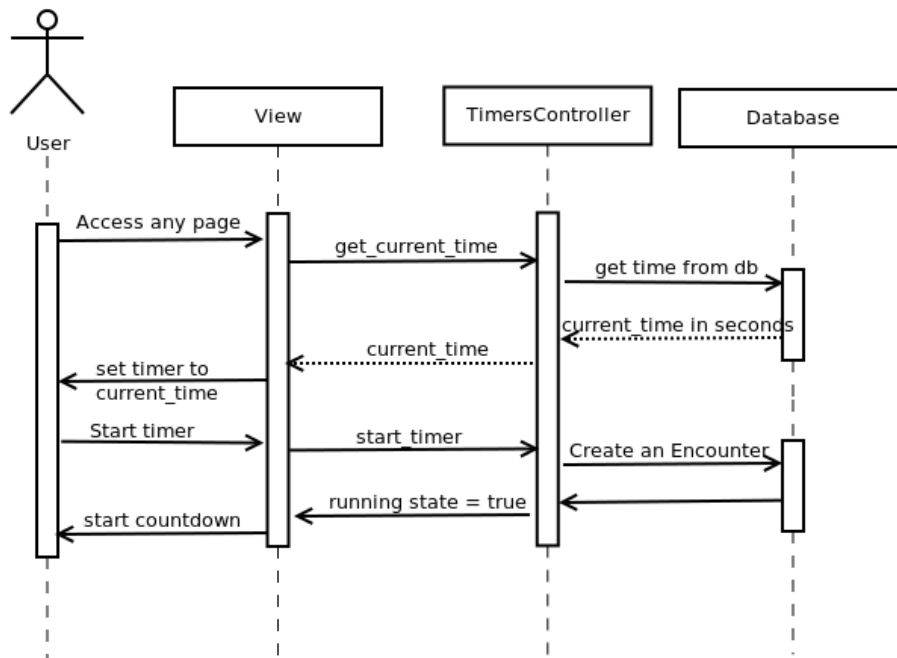 User
View
TimersController
Database
Access any page
get_current_time
get time from db
current_time in seconds
current_time
set timer to
current_time
Start timer
start_timer
Create an Encounter
running state = true
start countdown